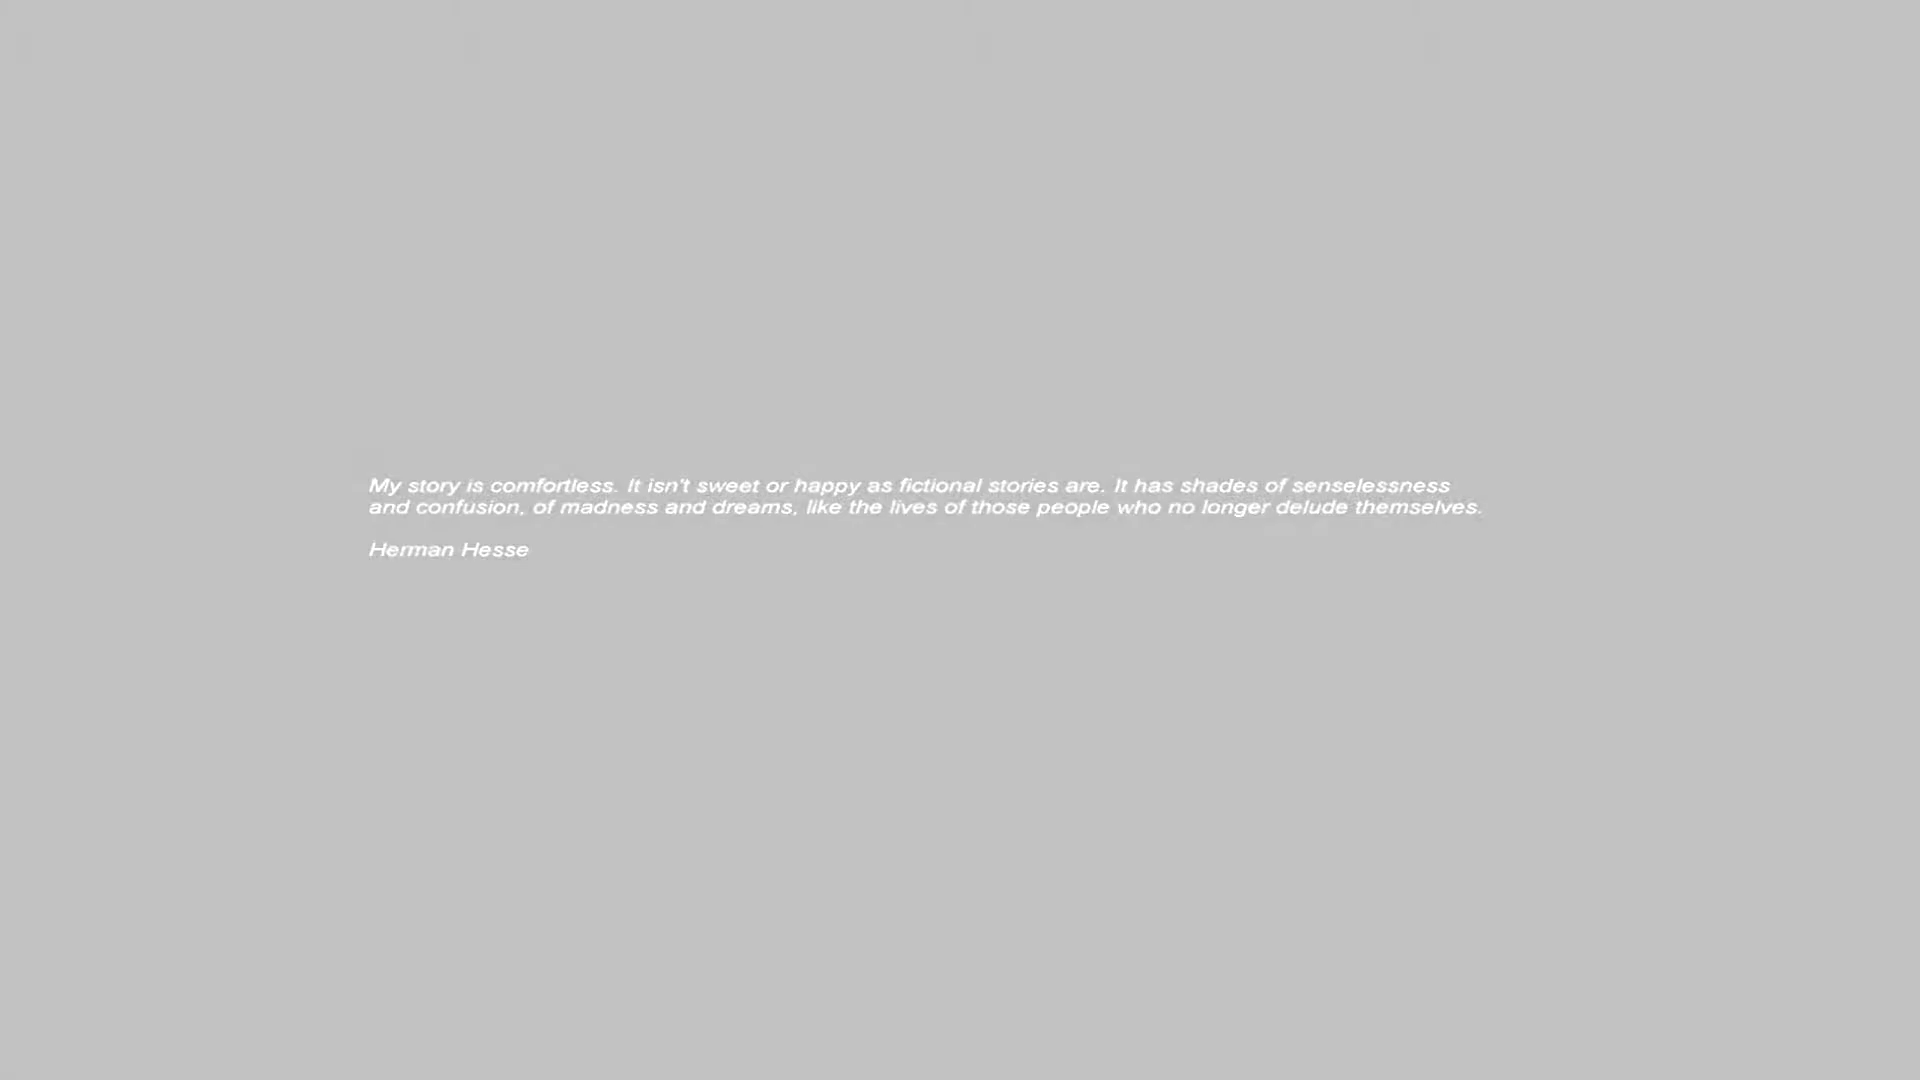 My story is comfortless. It isn't sweet or happy as fictional stories are. It has shades of senselessness
and confusion, of madness and dreams, like the lives of those people who no longer delude themselves.
Herman Hesse